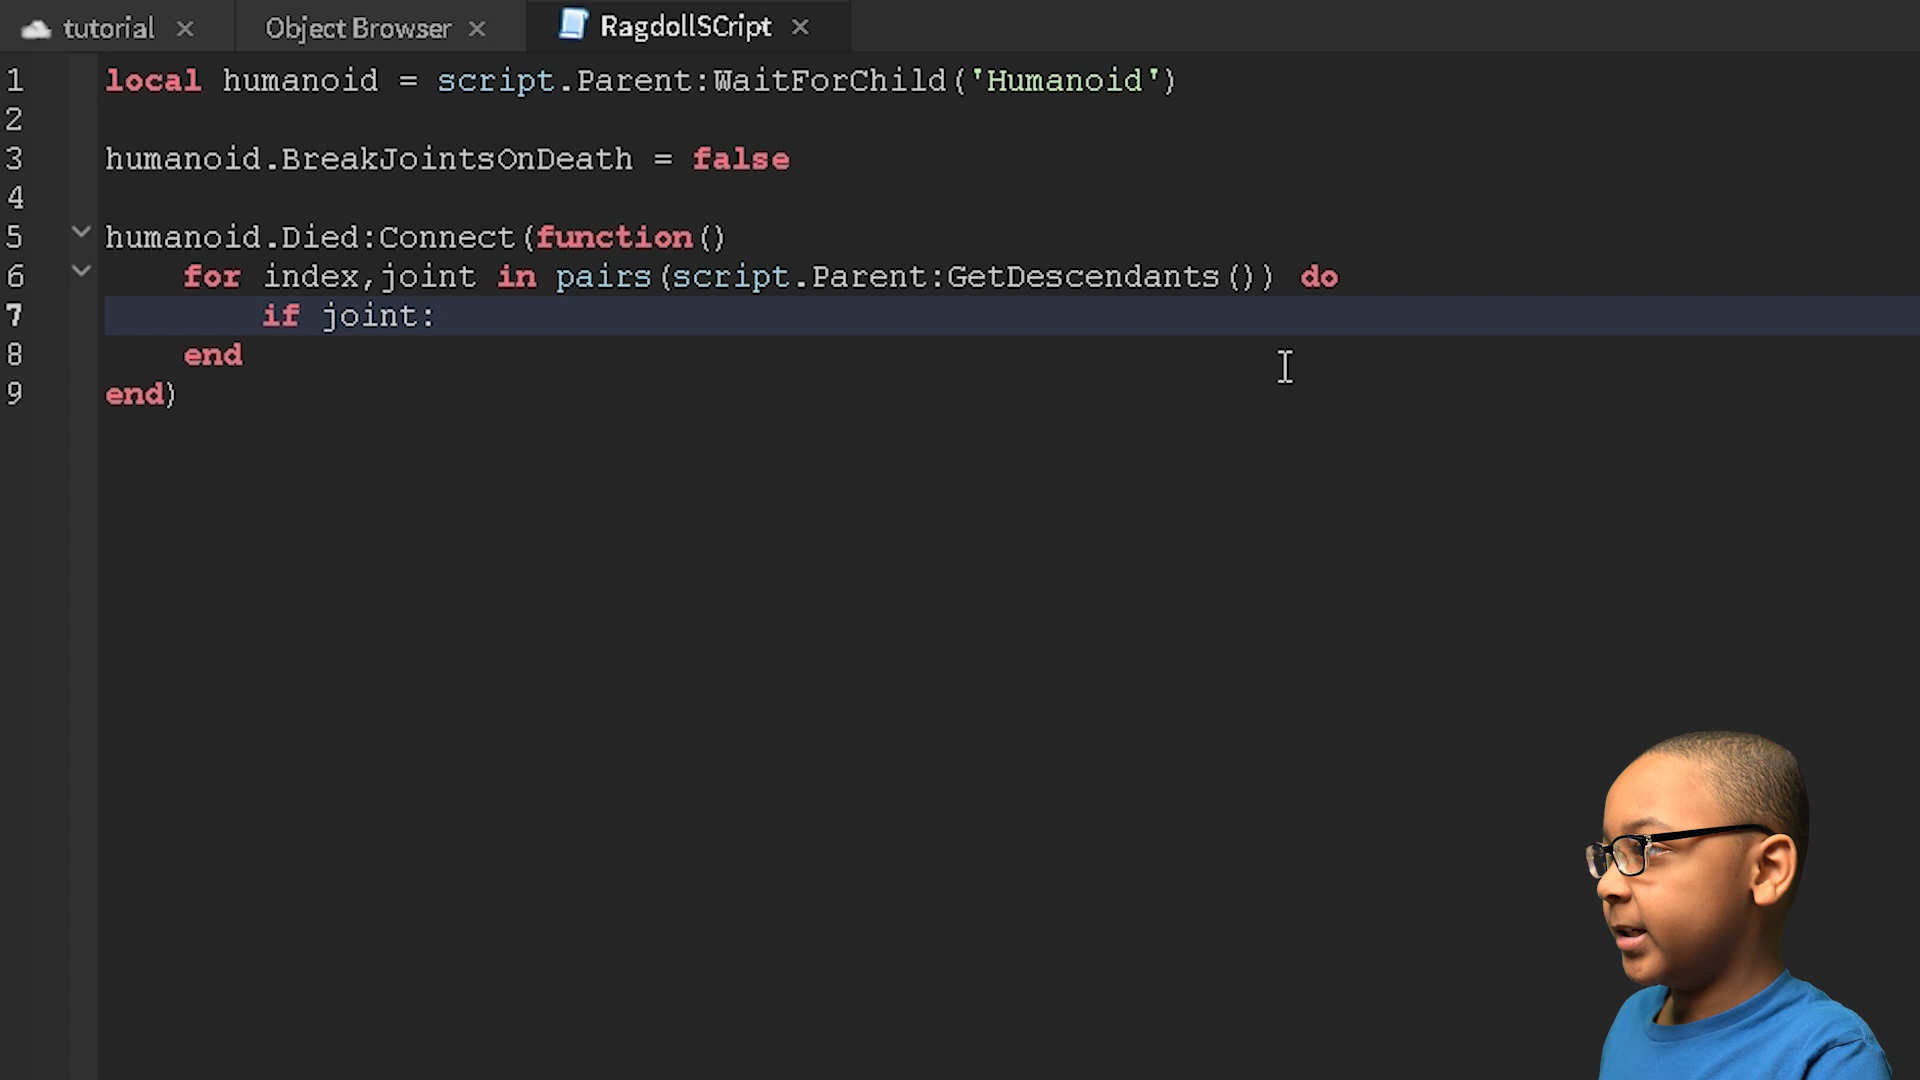 tutorial × Object Browser × RagdollSCript ×
1 local humanoid = script.Parent:WaitForChild('Humanoid')
2
3 humanoid.BreakJointsOnDeath = false
4
5 humanoid.Died:Connect(function()
6 for index,joint in pairs(script.Parent:GetDescendants()) do
7 if joint:
8 end
9 end)